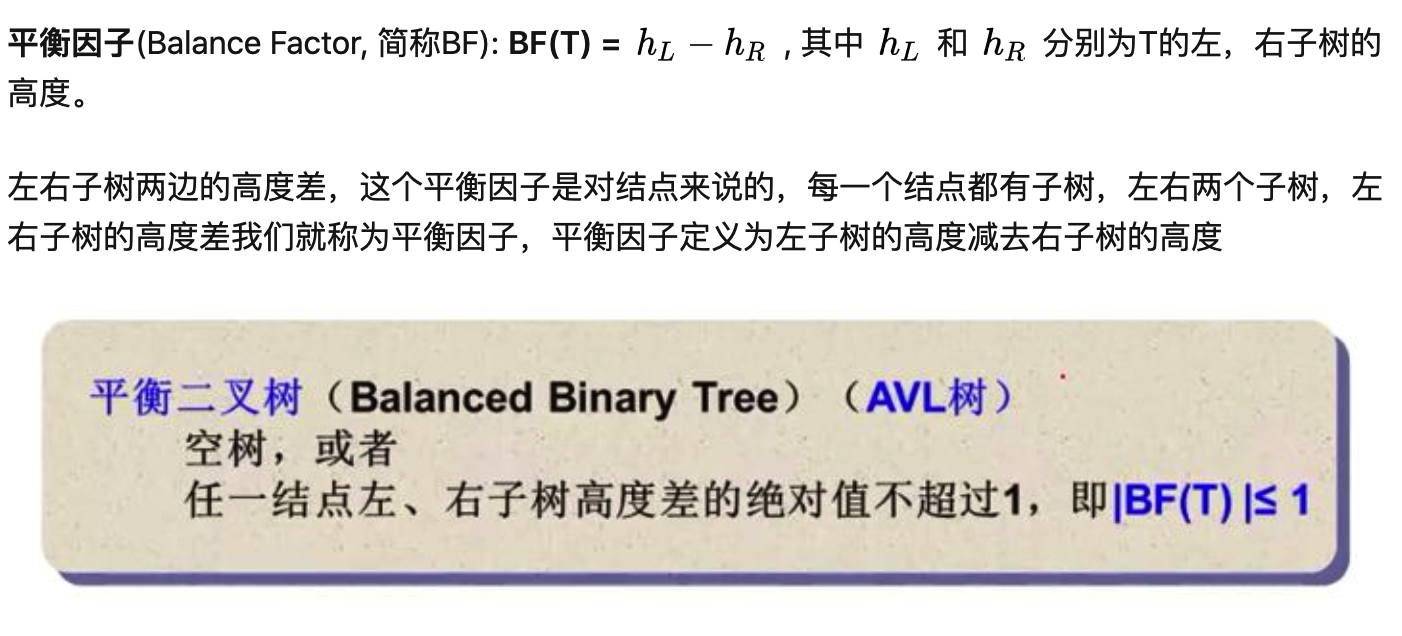 平衡因子(Balance Factor, 简称BF): BF(T) = h_L − h_R , 其中 h_L 和 h_R 分别为T的左，右子树的
高度。
左右子树两边的高度差，这个平衡因子是对结点来说的，每一个结点都有子树，左右两个子树，左
右子树的高度差我们就称为平衡因子，平衡因子定义为左子树的高度减去右子树的高度
平衡二叉树（Balanced Binary Tree）（AVL树）
空树，或者
任一结点左、右子树高度差的绝对值不超过1，即|BF(T) |≤ 1